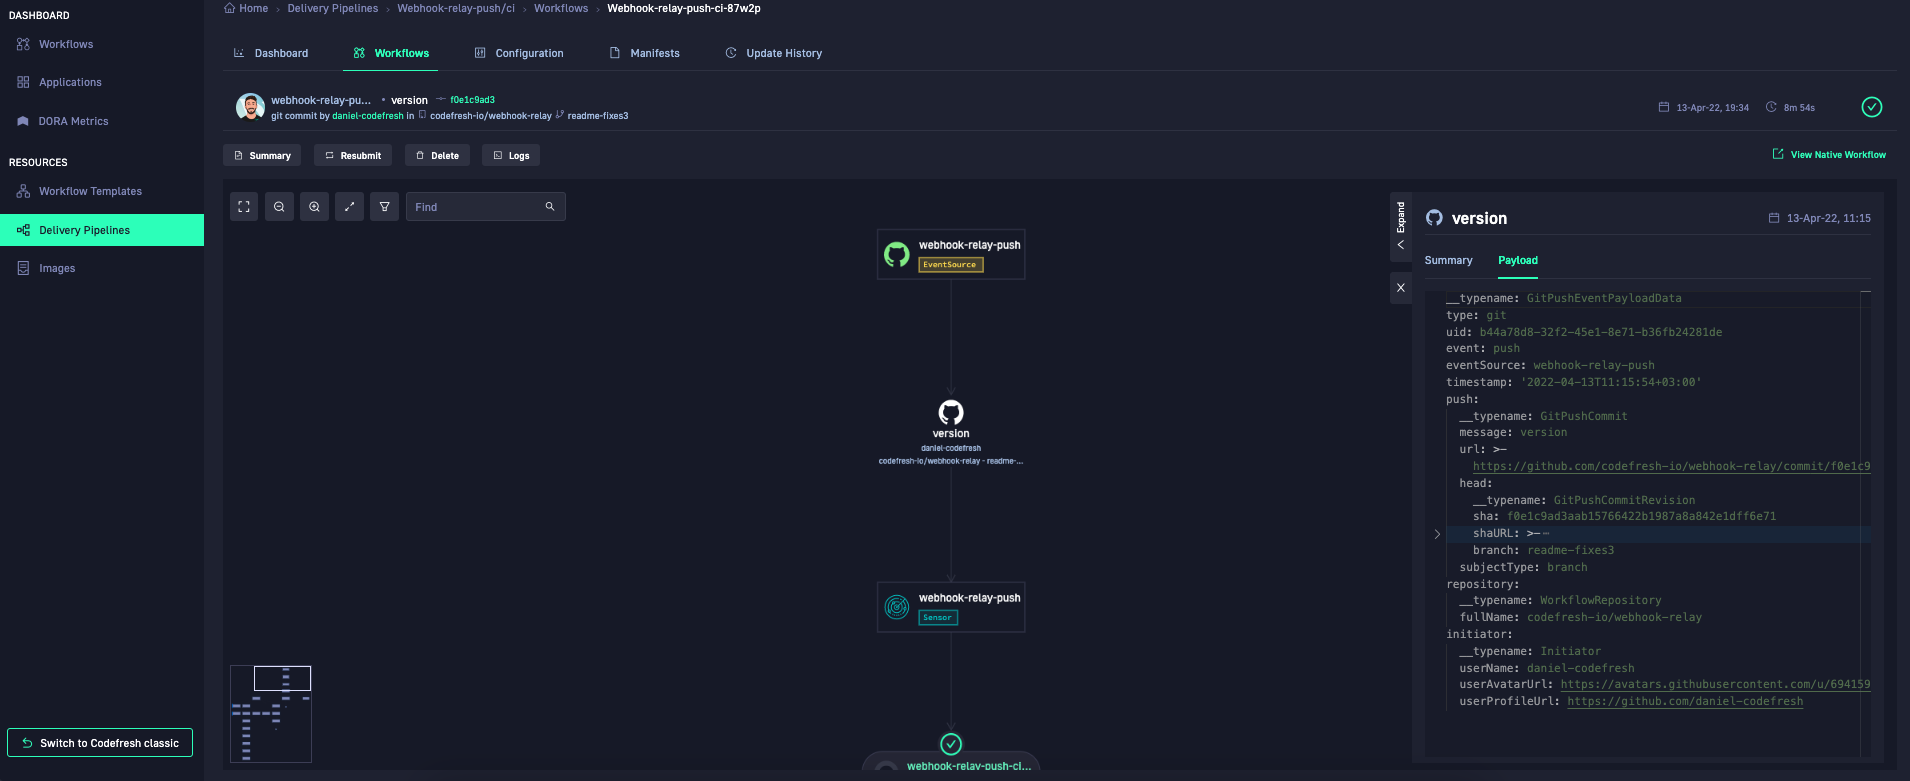 DASHBOARD
Workflows
Applications
DORA Metrics
RESOURCES
Workflow Templates
Delivery Pipelines
Images
Switch to Codefresh classic
Home › Delivery Pipelines › Webhook-relay-push/ci › Workflows › Webhook-relay-push-ci-87w2p
Dashboard Workflows Configuration Manifests Update History
webhook-relay-pu... • version f0e1c9ad3
git commit by daniel-codefresh in codefresh-io/webhook-relay readme-fixes3
13-Apr-22, 19:34 8m 54s
Summary Resubmit Delete Logs
View Native Workflow
Find
webhook-relay-push
EventSource
version
daniel-codefresh
codefresh-io/webhook-relay - readme-...
webhook-relay-push
Sensor
webhook-relay-push-ci...
Expand
X
version
13-Apr-22, 11:15
Summary Payload
__typename: GitPushEventPayloadData
type: git
uid: b44a78d8-32f2-45e1-8e71-b36fb24281de
event: push
eventSource: webhook-relay-push
timestamp: '2022-04-13T11:15:54+03:00'
push:
__typename: GitPushCommit
message: version
url: >-
https://github.com/codefresh-io/webhook-relay/commit/f0e1c9
head:
__typename: GitPushCommitRevision
sha: f0e1c9ad3aab15766422b1987a8a842e1dff6e71
shaURL: >-⋯
branch: readme-fixes3
subjectType: branch
repository:
__typename: WorkflowRepository
fullName: codefresh-io/webhook-relay
initiator:
__typename: Initiator
userName: daniel-codefresh
userAvatarUrl: https://avatars.githubusercontent.com/u/694159
userProfileUrl: https://github.com/daniel-codefresh